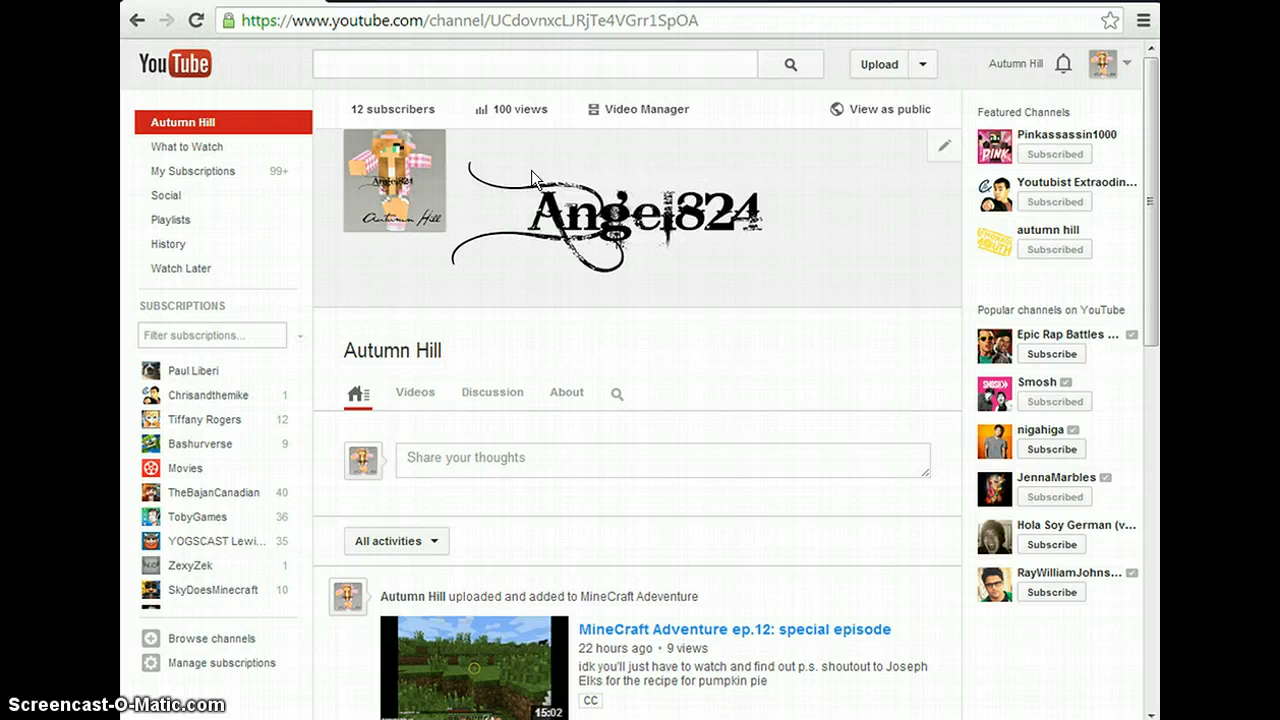 https://www.youtube.com/channel/UCdovnxcLJRjTe4VGrr1SpOA
YouTube
Upload
Autumn Hill
Autumn Hill
What to Watch
My Subscriptions 99+
Social
Playlists
History
Watch Later
SUBSCRIPTIONS
Filter subscriptions...
Paul Liberi
Chrisandthemike 1
Tiffany Rogers 12
Bashurverse 9
Movies
TheBajanCanadian 40
TobyGames 36
YOGSCAST Lewi... 35
ZexyZek 1
SkyDoesMinecraft 10
Browse channels
Manage subscriptions
12 subscribers
100 views
Video Manager
View as public
Angel824
Autumn Hill
Angel824
Autumn Hill
Videos
Discussion
About
Share your thoughts
All activities
Autumn Hill uploaded and added to MineCraft Adeventure
MineCraft Adventure ep.12: special episode
22 hours ago • 9 views
idk you'll just have to watch and find out p.s. shoutout to Joseph
Elks for the recipe for pumpkin pie
CC
15:02
Featured Channels
PINK
Pinkassassin1000
Subscribed
Youtubist Extraodin...
Subscribed
autumn hill
Subscribed
Popular channels on YouTube
Epic Rap Battles ...
Subscribe
SMOSH
Smosh
Subscribed
nigahiga
Subscribe
JennaMarbles
Subscribed
Hola Soy German (v...
Subscribe
RayWilliamJohns...
Subscribe
Screencast-O-Matic.com